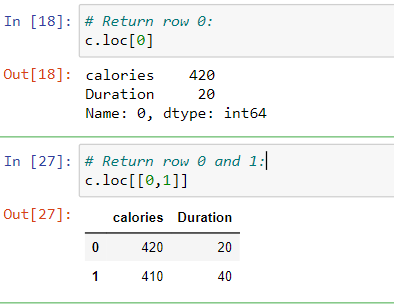 In [18]: # Return row 0:
c.loc[0]
Out[18]: calories    420
Duration     20
Name: 0, dtype: int64
In [27]: # Return row 0 and 1:
c.loc[[0,1]]
Out[27]:
calories Duration
0 420 20
1 410 40